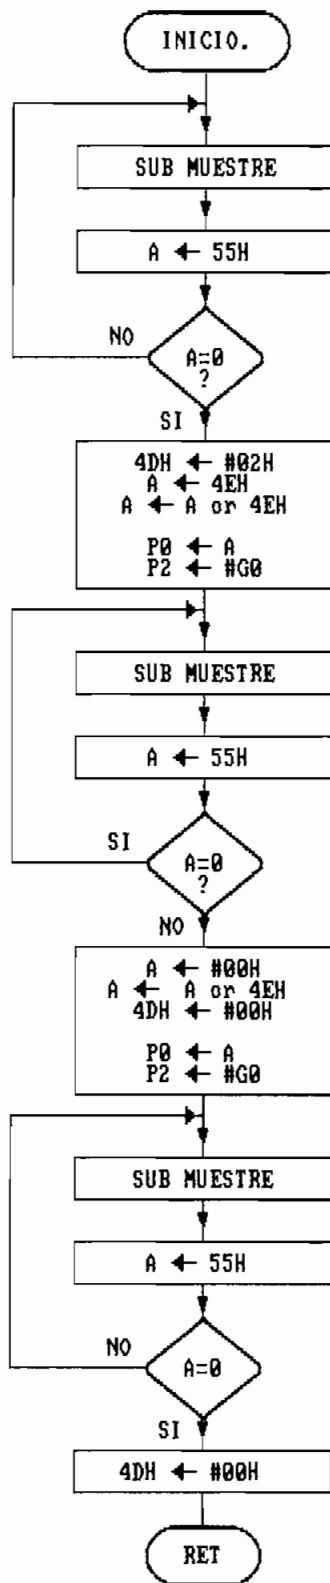 INICIO.
SUB MUESTRE
A ← 55H
NO
A=0
?
SI
4DH ← #02H
A ← 4EH
A ← A or 4EH
P0 ← A
P2 ← #G0
SUB MUESTRE
A ← 55H
SI
A=0
?
NO
A ← #00H
A ← A or 4EH
4DH ← #00H
P0 ← A
P2 ← #G0
SUB MUESTRE
A ← 55H
NO
A=0
SI
4DH ← #00H
RET